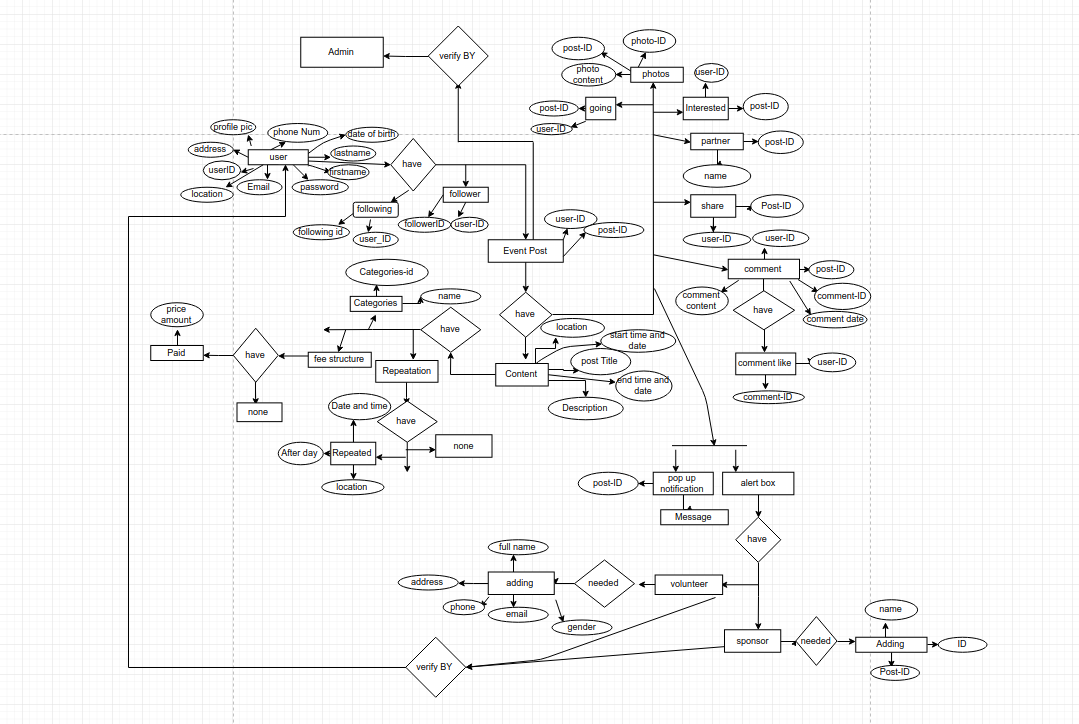 Admin
verify BY
post-ID
photo-ID
photo
content
photos
user-ID
post-ID
going
Interested
post-ID
user-ID
partner
post-ID
name
profile pic
phone Num
date of birth
address
user
lastname
have
userID
firstname
location
Email
password
follower
following
followerID
user-ID
following id
user_ID
share
Post-ID
user-ID
user-ID
user-ID
post-ID
Event Post
comment
post-ID
comment
content
comment-ID
have
comment date
comment like
user-ID
comment-ID
Categories-id
Categories
name
have
have
location
start time and
date
post Title
Content
end time and
date
Description
price
amount
Paid
have
fee structure
Repeatation
none
Date and time
have
none
After day
Repeated
location
post-ID
pop up
notification
alert box
Message
have
full name
address
adding
needed
volunteer
phone
email
gender
name
sponsor
needed
Adding
ID
Post-ID
verify BY